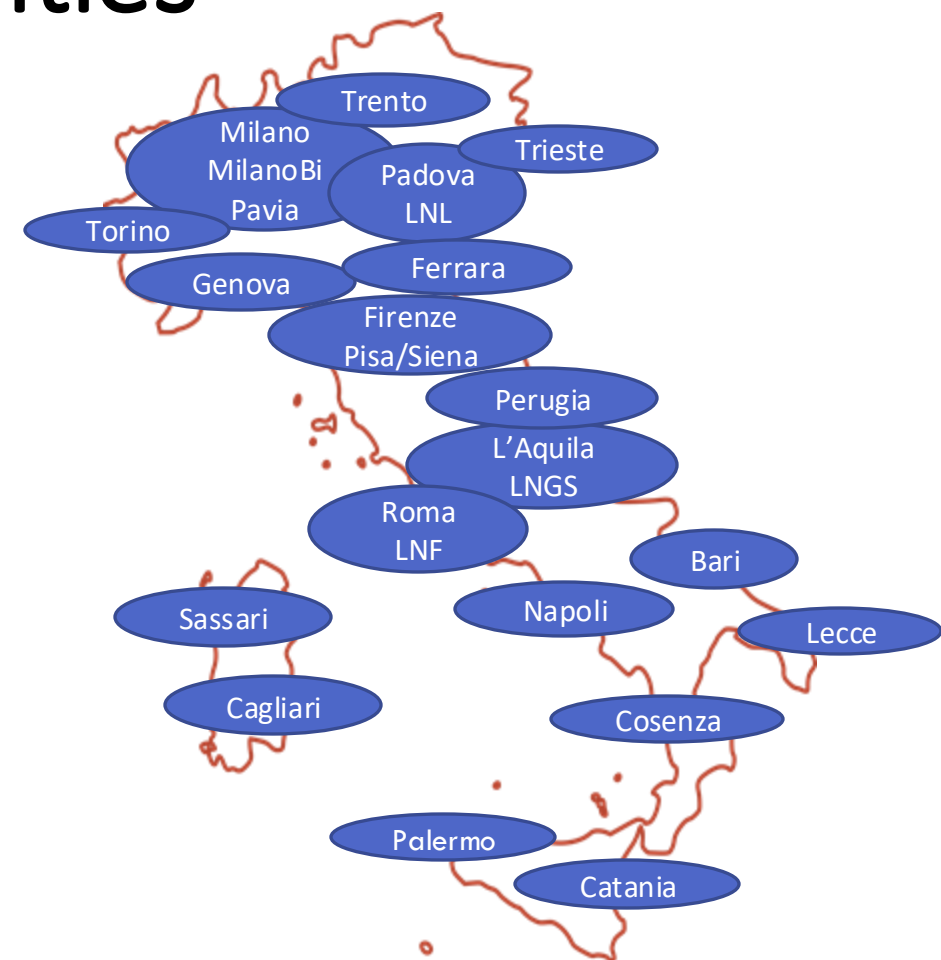 Trento
Milano
MilanoBi
Pavia
Trieste
Padova
LNL
Torino
Ferrara
Genova
Firenze
Pisa/Siena
Perugia
L’Aquila
LNGS
Roma
LNF
Bari
Napoli
Sassari
Lecce
Cagliari
Cosenza
Palermo
Catania